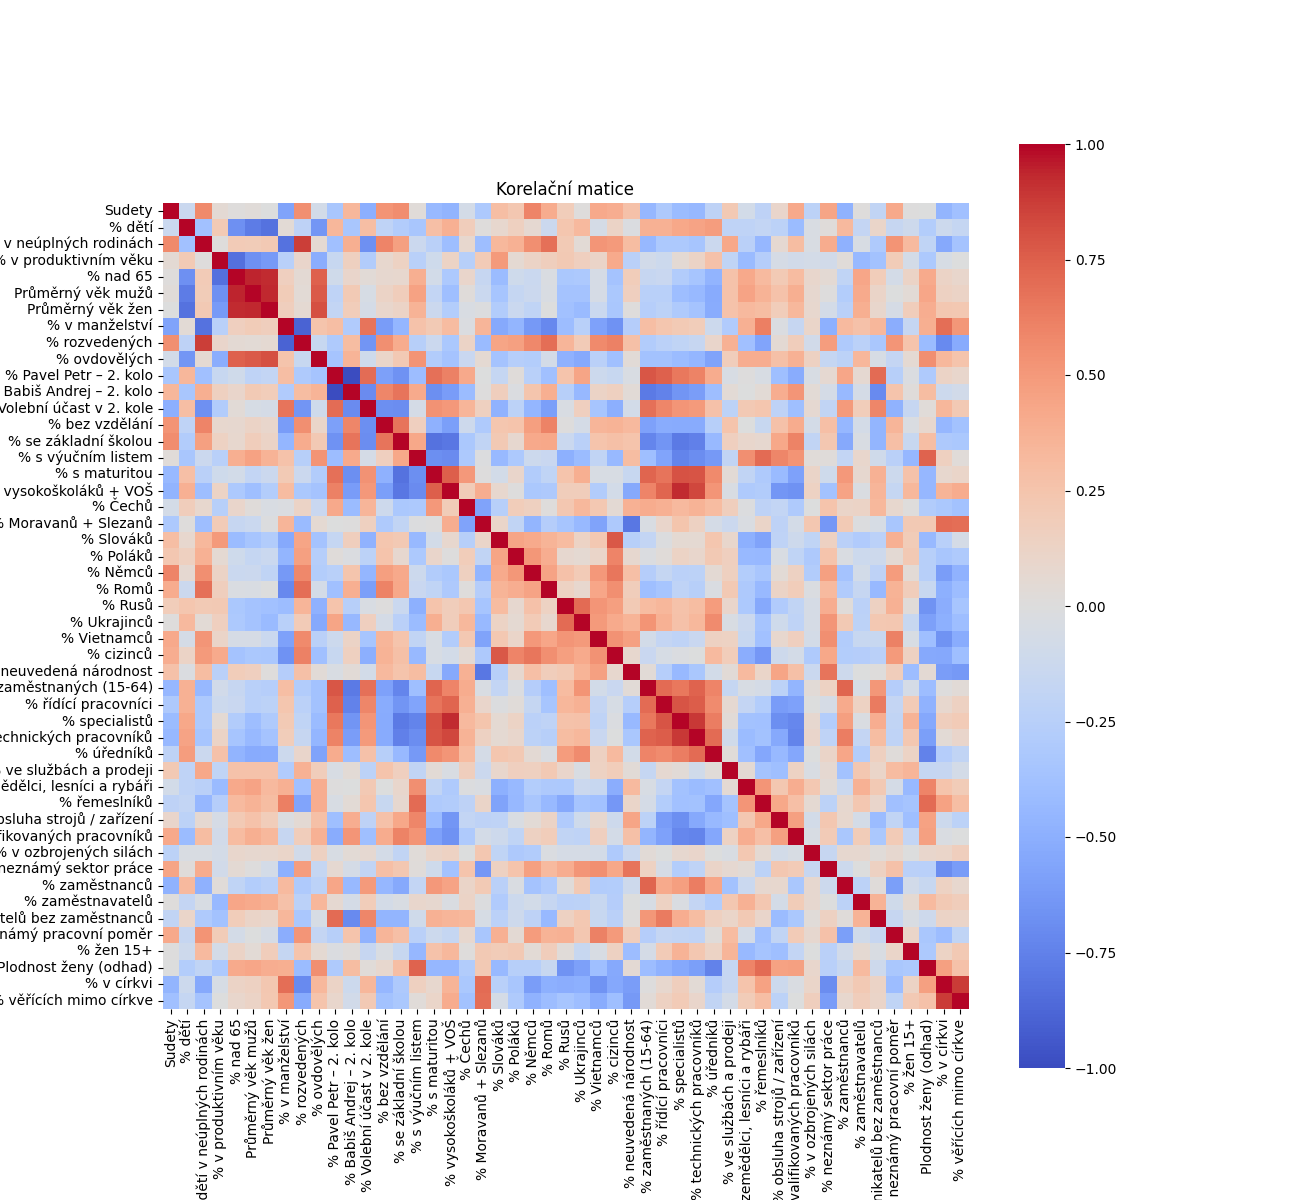 Korelační matice
Sudety
% dětí
v neúplných rodinách
% v produktivním věku
% nad 65
Průměrný věk mužů
Průměrný věk žen
% v manželství
% rozvedených
% ovdovělých
% Pavel Petr – 2. kolo
Babiš Andrej – 2. kolo
Volební účast v 2. kole
% bez vzdělání
% se základní školou
% s výučním listem
% s maturitou
vysokoškoláků + VOŠ
% Čechů
% Moravanů + Slezanů
% Slováků
% Poláků
% Němců
% Romů
% Rusů
% Ukrajinců
% Vietnamců
% cizinců
neuvedená národnost
zaměstnaných (15-64)
% řídící pracovníci
% specialistů
echnických pracovníků
% úředníků
% ve službách a prodeji
ědělci, lesníci a rybáři
% řemeslníků
bsluha strojů / zařízení
ifikovaných pracovníků
% v ozbrojených silách
neznámý sektor práce
% zaměstnanců
% zaměstnavatelů
telů bez zaměstnanců
námý pracovní poměr
% žen 15+
Plodnost ženy (odhad)
% v církvi
% věřících mimo církve
Sudety
% dětí
dětí v neúplných rodinách
% v produktivním věku
% nad 65
Průměrný věk mužů
Průměrný věk žen
% v manželství
% rozvedených
% ovdovělých
% Pavel Petr – 2. kolo
% Babiš Andrej – 2. kolo
% Volební účast v 2. kole
% bez vzdělání
% se základní školou
% s výučním listem
% s maturitou
% vysokoškoláků + VOŠ
% Čechů
% Moravanů + Slezanů
% Slováků
% Poláků
% Němců
% Romů
% Rusů
% Ukrajinců
% Vietnamců
% cizinců
% neuvedená národnost
% zaměstnaných (15-64)
% řídící pracovníci
% specialistů
% technických pracovníků
% úředníků
% ve službách a prodeji
zemědělci, lesníci a rybáři
% řemeslníků
% obsluha strojů / zařízení
valifikovaných pracovníků
% v ozbrojených silách
% neznámý sektor práce
% zaměstnanců
% zaměstnavatelů
nikatelů bez zaměstnanců
neznámý pracovní poměr
% žen 15+
Plodnost ženy (odhad)
% v církvi
% věřících mimo církve
1.00
0.75
0.50
0.25
0.00
−0.25
−0.50
−0.75
−1.00